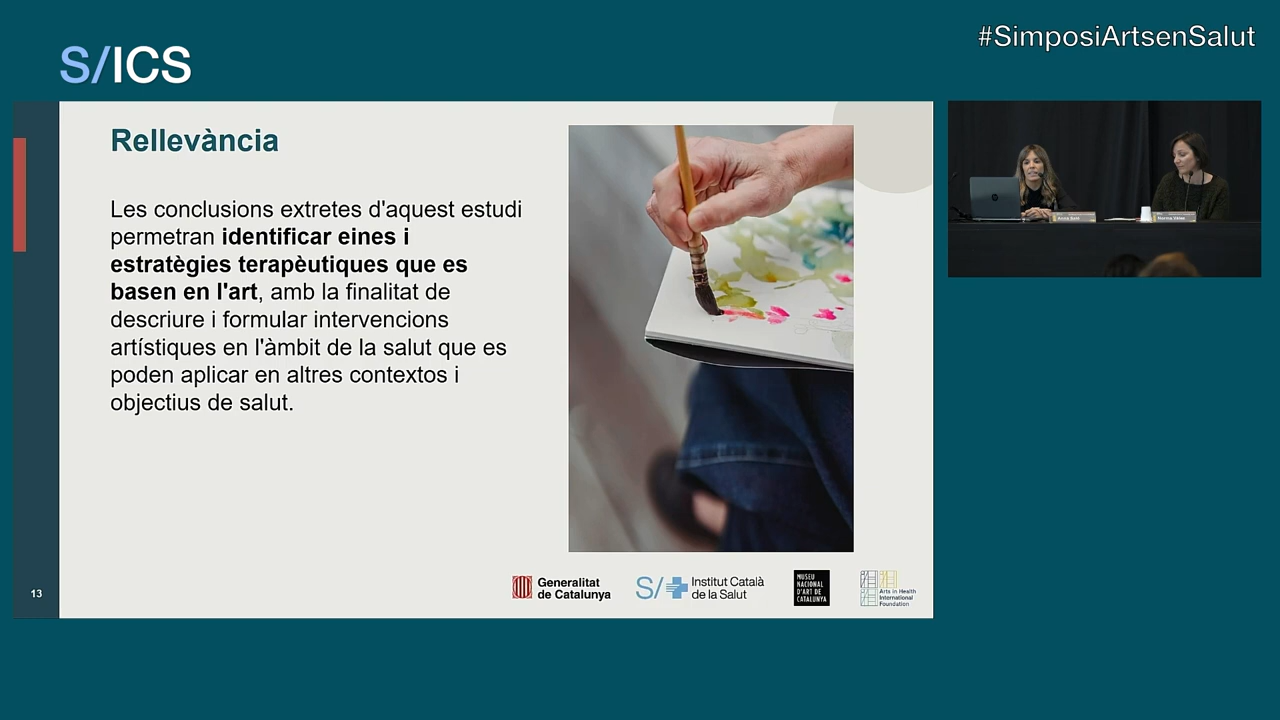 #SimposiArtsenSalut
S/ICS
Rellevància
Les conclusions extretes d'aquest estudi
permetran identificar eines i
estratègies terapèutiques que es
basen en l'art, amb la finalitat de
descriure i formular intervencions
artístiques en l'àmbit de la salut que es
poden aplicar en altres contextos i
objectius de salut.
13
Generalitat
de Catalunya
S/
Institut Català
de la Salut
MUSEU
NACIONAL
D'ART DE
CATALUNYA
Arts in Health
International
Foundation